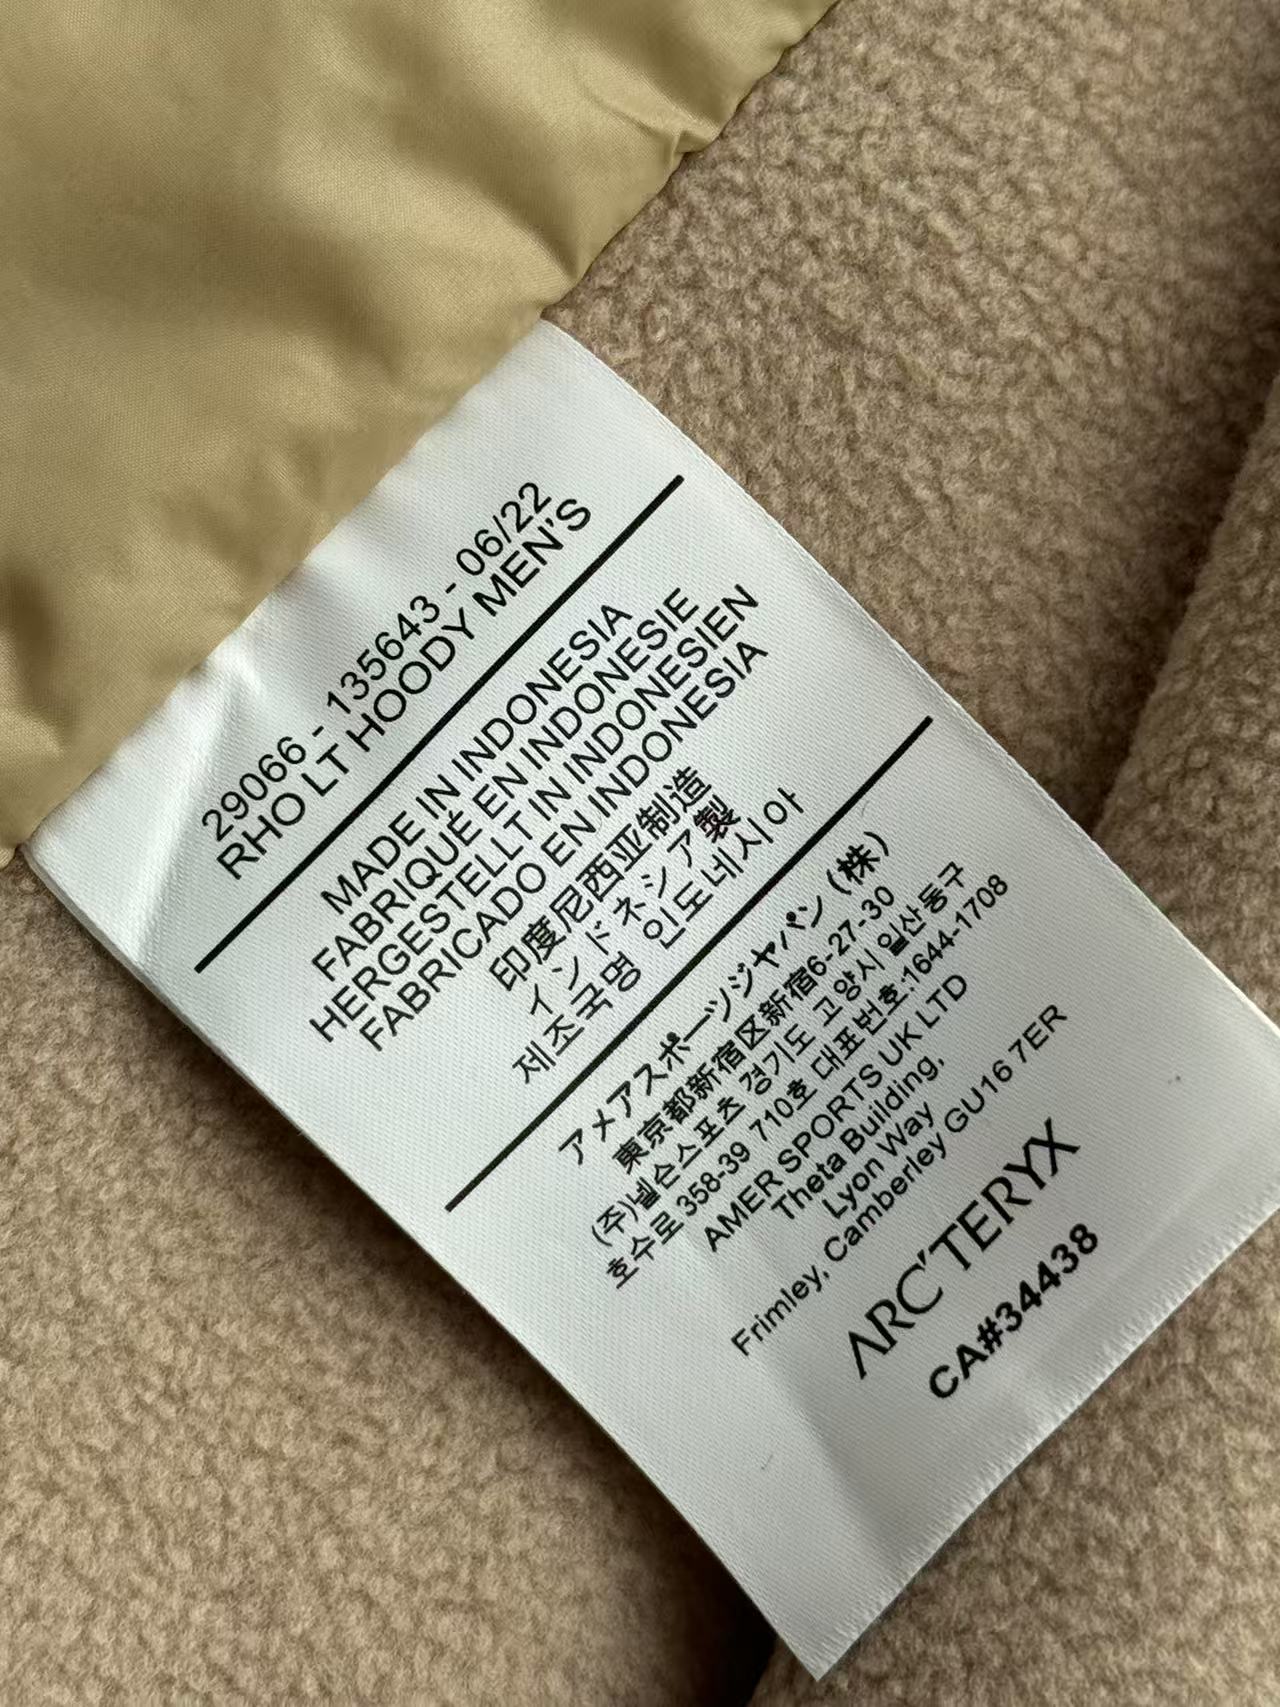 29066 - 135643 - 06/22
RHO LT HOODY MEN'S
MADE IN INDONESIA
FABRIQUÉ EN INDONESIE
HERGESTELLT IN INDONESIEN
FABRICADO EN INDONESIA
印度尼西亚制造
インドネシア製
제조국명 인도네시아
アメアスポーツジャパン (株)
東京都新宿区新宿6-27-30
(주)넬슨스포츠 경기도 고양시 일산동구
호수로 358-39 710호 대표번호:1644-1708
AMER SPORTS UK LTD
Theta Building,
Lyon Way
Frimley, Camberley GU16 7ER
ARC'TERYX
CA#34438